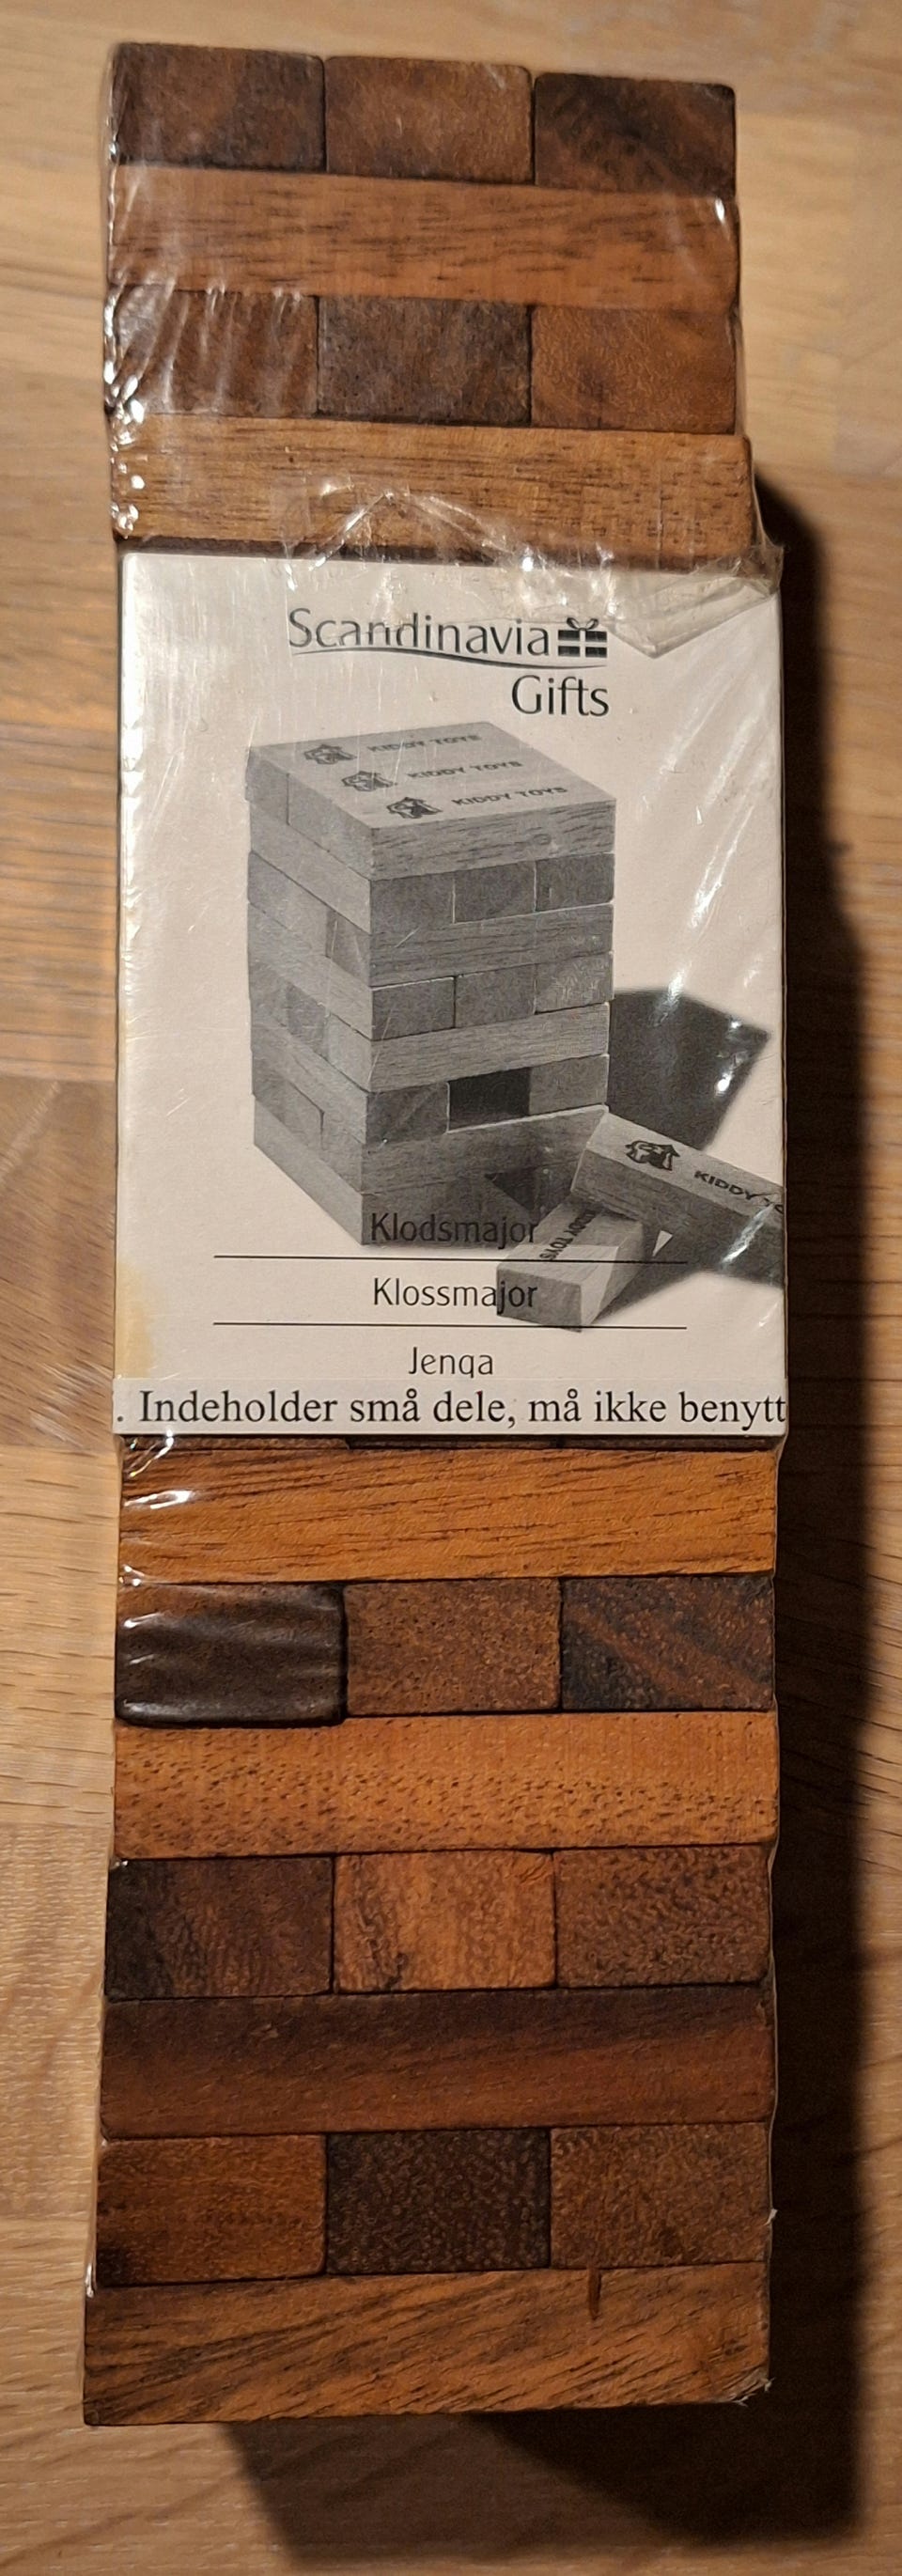 Scandinavia
Gifts
KIDDY TOYS
KIDDY TOYS
KIDDY TOYS
KIDDY TO
KIDDY TOYS
Klodsmajor
Klossmajor
Jenga
. Indeholder små dele, må ikke benytt